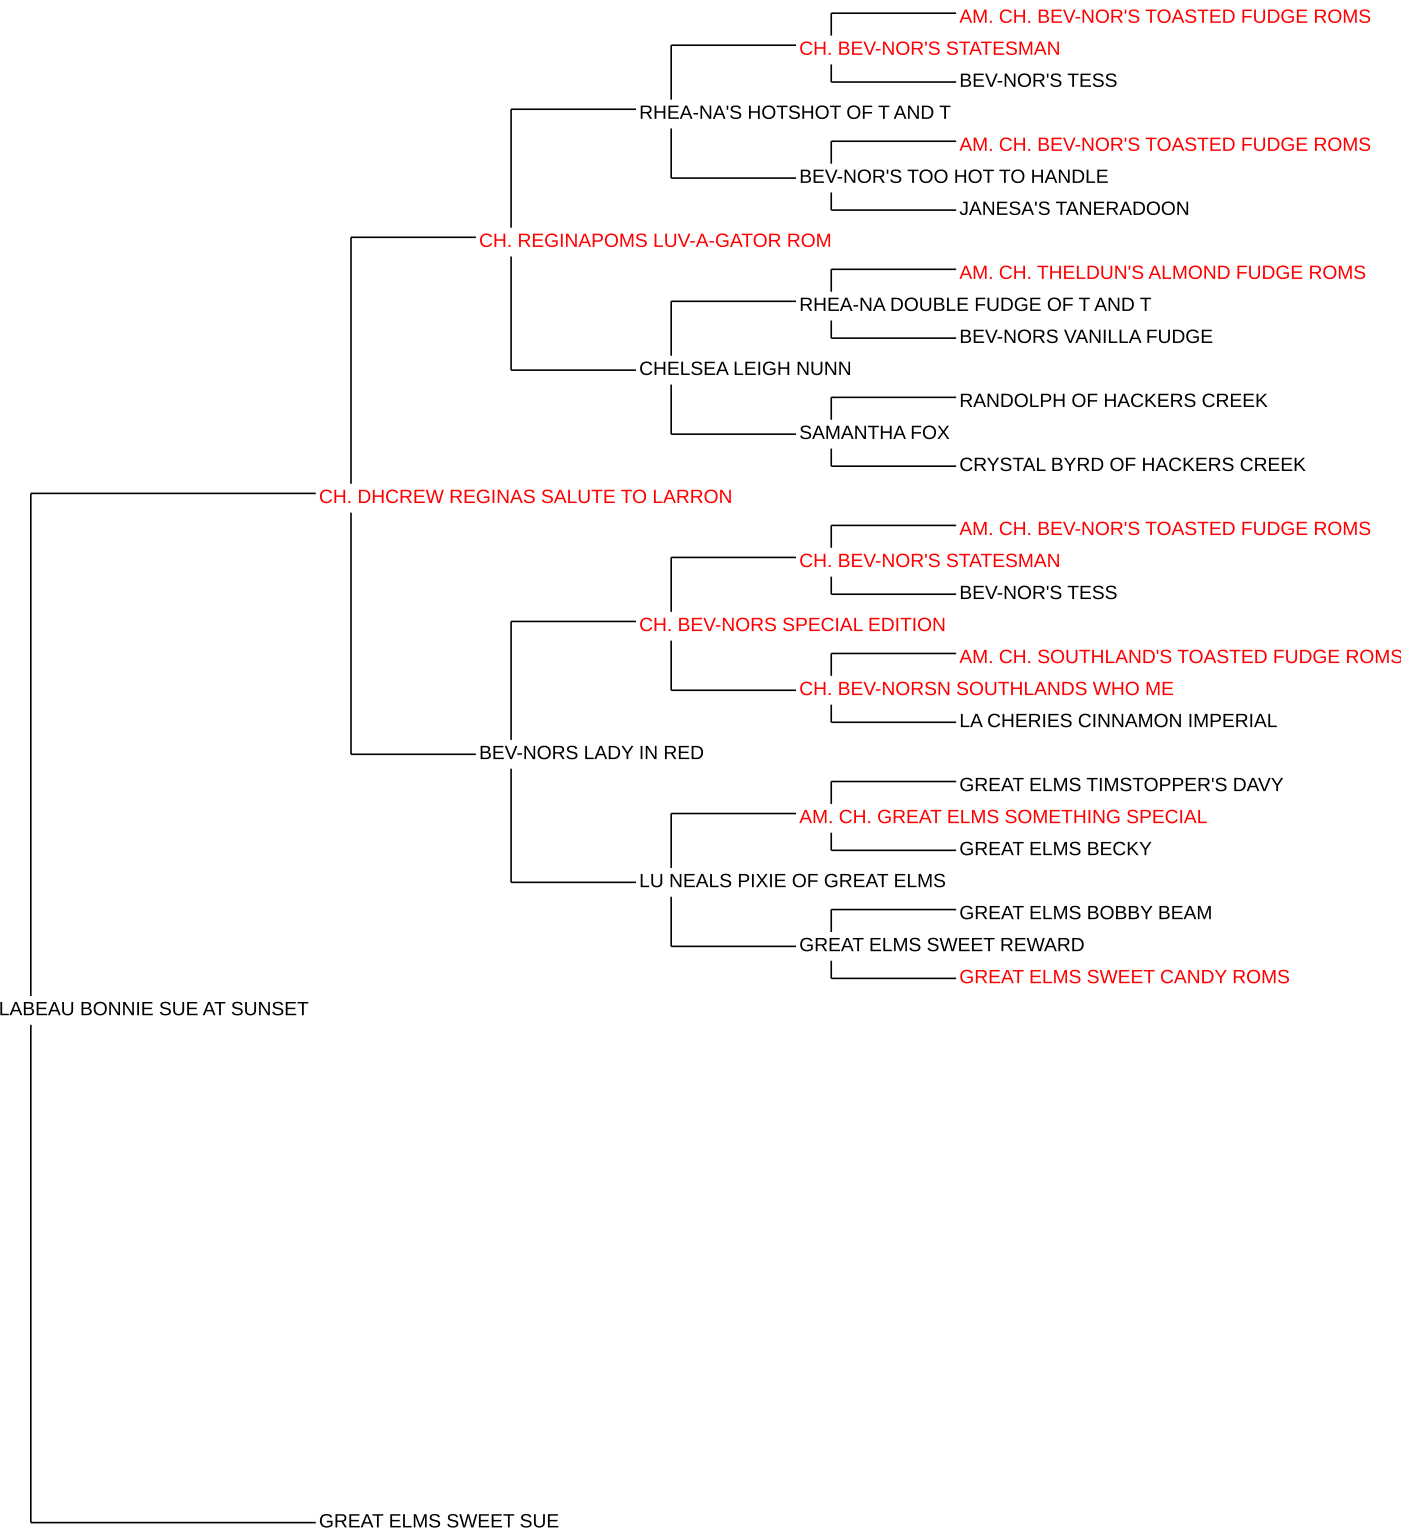 AM. CH. BEV-NOR'S TOASTED FUDGE ROMS
CH. BEV-NOR'S STATESMAN
BEV-NOR'S TESS
RHEA-NA'S HOTSHOT OF T AND T
AM. CH. BEV-NOR'S TOASTED FUDGE ROMS
BEV-NOR'S TOO HOT TO HANDLE
JANESA'S TANERADOON
CH. REGINAPOMS LUV-A-GATOR ROM
AM. CH. THELDUN'S ALMOND FUDGE ROMS
RHEA-NA DOUBLE FUDGE OF T AND T
BEV-NORS VANILLA FUDGE
CHELSEA LEIGH NUNN
RANDOLPH OF HACKERS CREEK
SAMANTHA FOX
CRYSTAL BYRD OF HACKERS CREEK
CH. DHCREW REGINAS SALUTE TO LARRON
AM. CH. BEV-NOR'S TOASTED FUDGE ROMS
CH. BEV-NOR'S STATESMAN
BEV-NOR'S TESS
CH. BEV-NORS SPECIAL EDITION
AM. CH. SOUTHLAND'S TOASTED FUDGE ROMS
CH. BEV-NORSN SOUTHLANDS WHO ME
LA CHERIES CINNAMON IMPERIAL
BEV-NORS LADY IN RED
GREAT ELMS TIMSTOPPER'S DAVY
AM. CH. GREAT ELMS SOMETHING SPECIAL
GREAT ELMS BECKY
LU NEALS PIXIE OF GREAT ELMS
GREAT ELMS BOBBY BEAM
GREAT ELMS SWEET REWARD
GREAT ELMS SWEET CANDY ROMS
LABEAU BONNIE SUE AT SUNSET
GREAT ELMS SWEET SUE